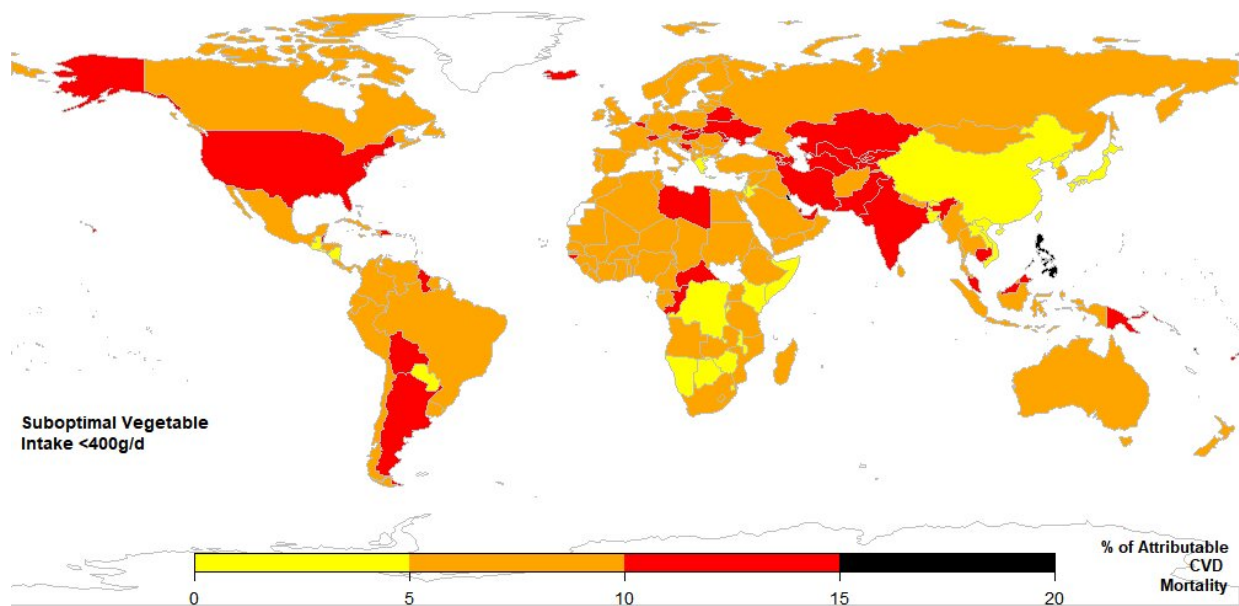 Suboptimal Vegetable
Intake <400g/d
% of Attributable
CVD
Mortality
0 5 10 15 20